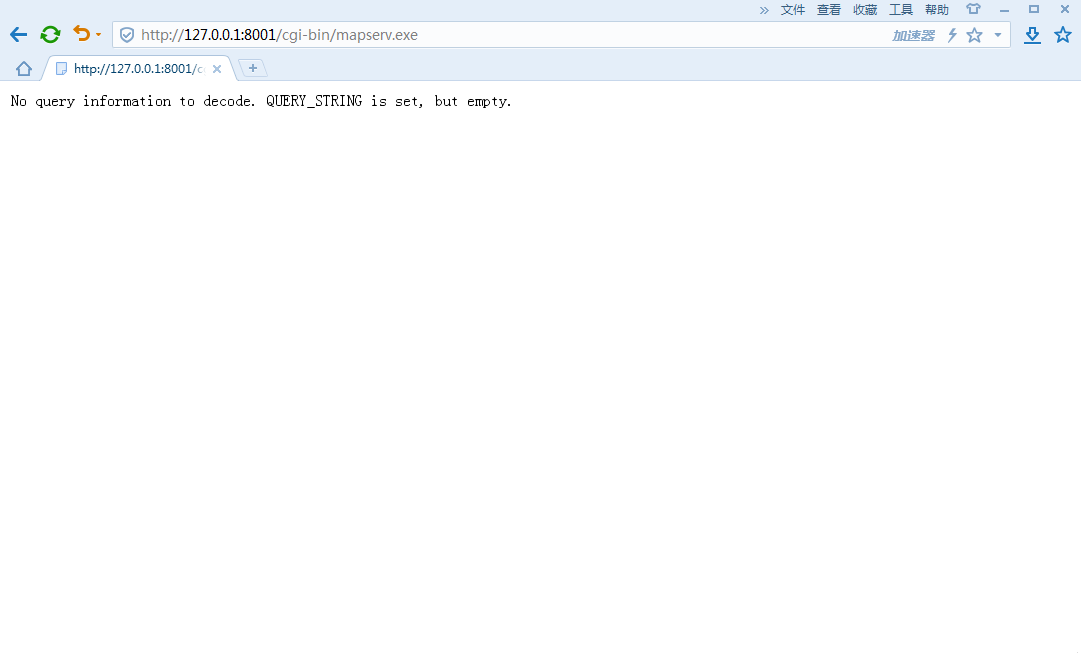 » 文件 查看 收藏 工具 帮助
http://127.0.0.1:8001/cgi-bin/mapserv.exe 加速器
http://127.0.0.1:8001/c
No query information to decode. QUERY_STRING is set, but empty.